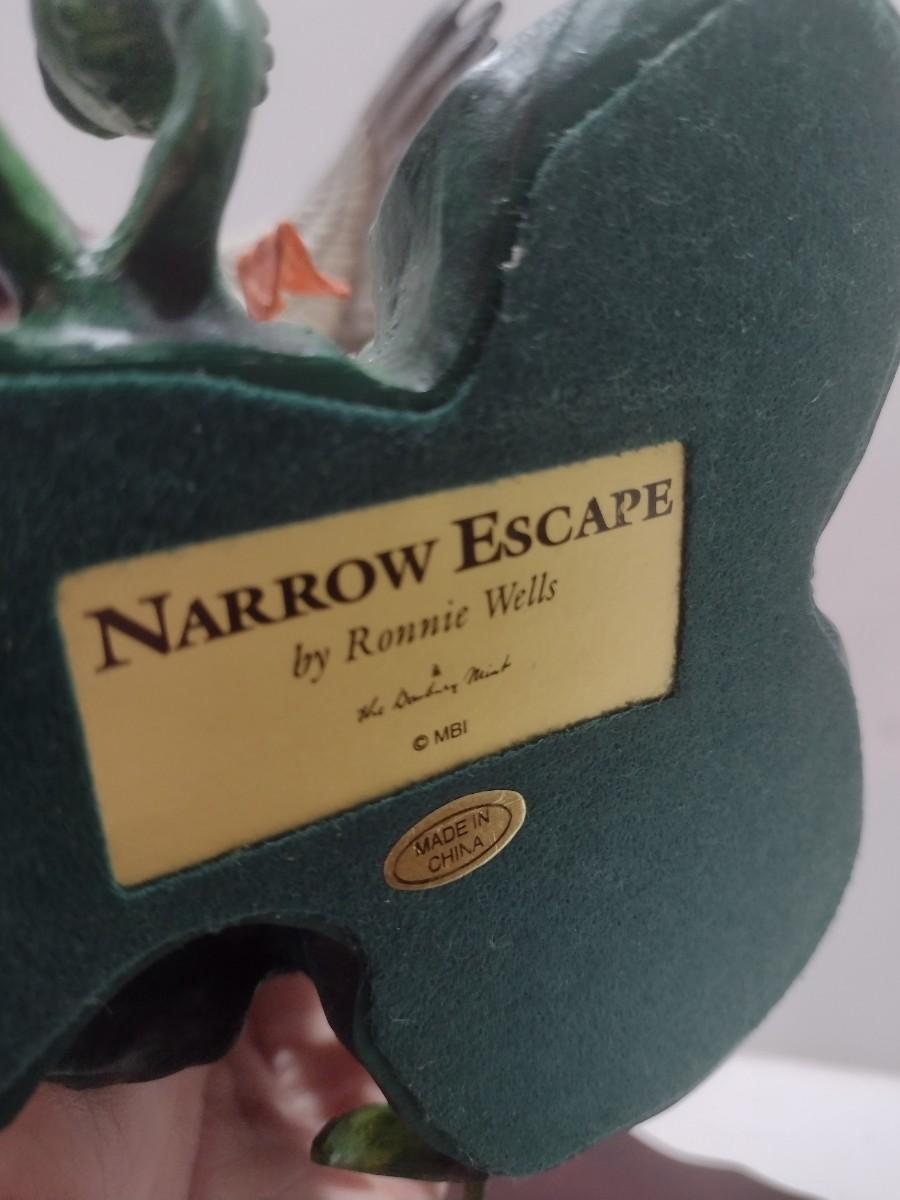 NARROW ESCAPE
by Ronnie Wells
&
the Danbury Mint
© MBI
MADE IN
CHINA